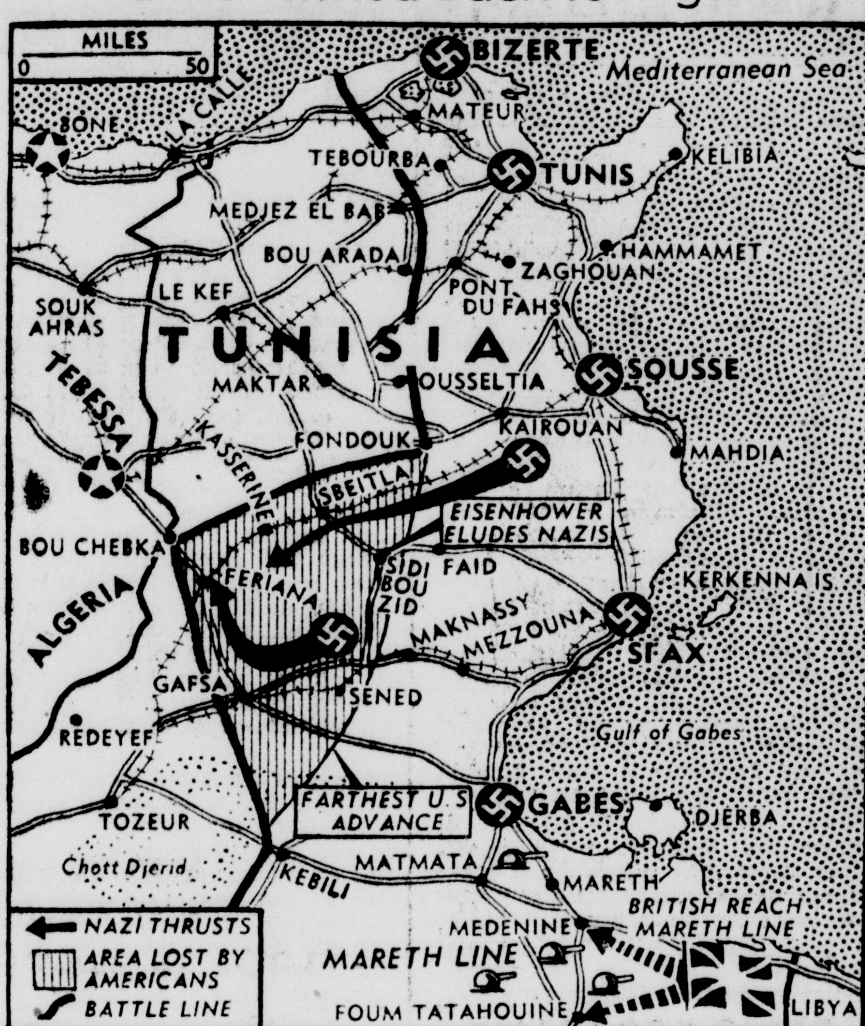 MILES
0 50
BIZERTE
Mediterranean Sea
BONE
LA CALLE
MATEUR
TEBOURBA
TUNIS
KELIBIA
MEDJEZ EL BAB
BOU ARADA
HAMMAMET
ZAGHOUAN
PONT
DU FAHS
SOUK
AHRAS
LE KEF
TUNISIA
TEBESSA
MAKTAR
OUSSELTIA
SOUSSE
KAIROUAN
FONDOUK
MAHDIA
KASSERINE
SBEITLA
EISENHOWER
ELUDES NAZIS
BOU CHEBKA
FERIANA
SIDI
BOU
ZID
FAID
KERKENNA IS
ALGERIA
MAKNASSY
MEZZOUNA
SFAX
GAFSA
SENED
REDEYEF
Gulf of Gabes
FARTHEST U S
ADVANCE
GABES
DJERBA
TOZEUR
Chott Djerid
KEBILI
MATMATA
MARETH
BRITISH REACH
MARETH LINE
MEDENINE
MARETH LINE
FOUM TATAHOUINE
LIBYA
NAZI THRUSTS
AREA LOST BY
AMERICANS
BATTLE LINE